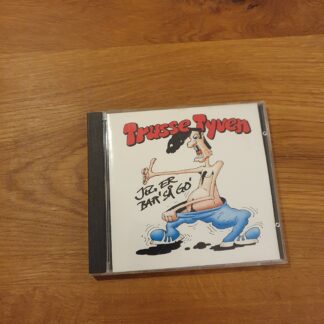 Trusse Tyven
JEG ER
BAR' SÅ GO'